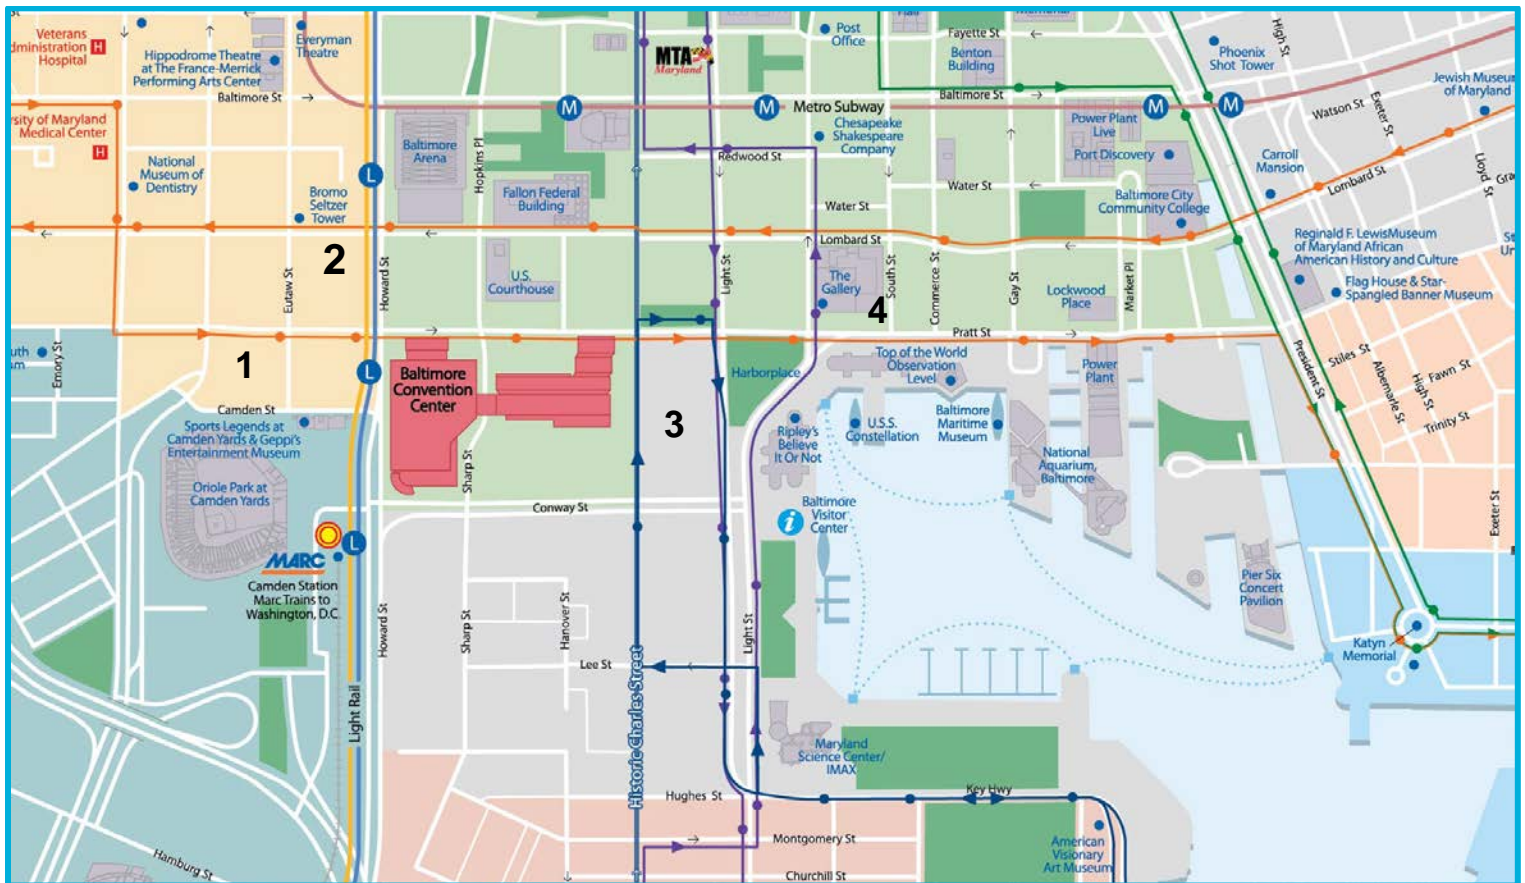 Veterans
dministration
Hospital
H
Hippodrome Theatre
at The France-Merrick
Performing Arts Center
Everyman
Theatre
MTA
Maryland
Post
Office
Hall
Memorial
Fayette St
Benton
Building
High St
Phoenix
Shot Tower
Jewish Museu
of Maryland
Baltimore St
M
M
Metro Subway
Baltimore St
M
M
Watson St
Exeter St
rsity of Maryland
Medical Center
H
Baltimore
Arena
Hopkins Pl
Chesapeake
Shakespeare
Company
Power Plant
Live
Port Discovery
Redwood St
National
Museum of
Dentistry
L
Carroll
Mansion
Lloyd St
Gra
Lombard St
Bromo
Seltzer
Tower
Fallon Federal
Building
Water St
Water St
Baltimore City
Community College
Lombard St
Reginald F. LewisMuseum
of Maryland African
American History and Culture
2
Eutaw St
Howard St
U.S.
Courthouse
Light St
The
Gallery
South St
Commerce St
Gay St
Lockwood
Place
Market Pl
Flag House & Star-
Spangled Banner Museum
4
Pratt St
outh
um
Emory St
1
L
Baltimore
Convention
Center
Harborplace
Top of the World
Observation
Level
Power
Plant
President St
Stiles St
Albemarle St
High St
Fawn St
Trinity St
Camden St
Sports Legends at
Camden Yards & Geppi's
Entertainment Museum
3
Ripley's
Believe
It Or Not
U.S.S.
Constellation
Baltimore
Maritime
Museum
National
Aquarium,
Baltimore
Oriole Park at
Camden Yards
Sharp St
Conway St
i
Baltimore
Visitor
Center
Exeter St
MARC
L
Camden Station
Marc Trains to
Washington, D.C
Howard St
Sharp St
Hanover St
Light St
Pier Six
Concert
Pavilion
Katyn
Memorial
Lee St
Light Rail
Historic Charles Street
Maryland
Science Center/
IMAX
Hughes St
Key Hwy
Montgomery St
American
Visionary
Art Museum
Hamburg St
Churchill St